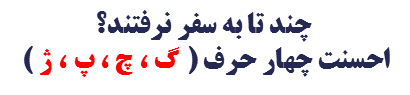 چند تا به سفر نرفتند؟
احسنت چهار حرف ( گ ، چ ، پ ، ژ )